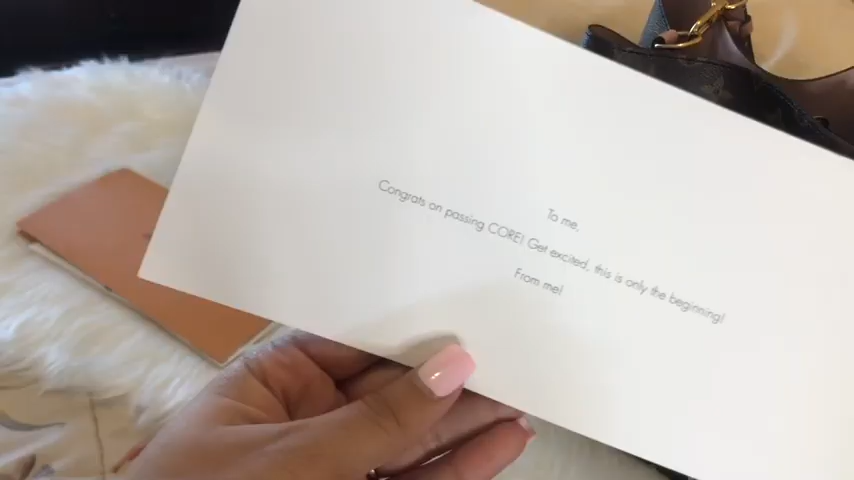 To me,
Congrats on passing CORE! Get excited, this is only the beginning!
From me!